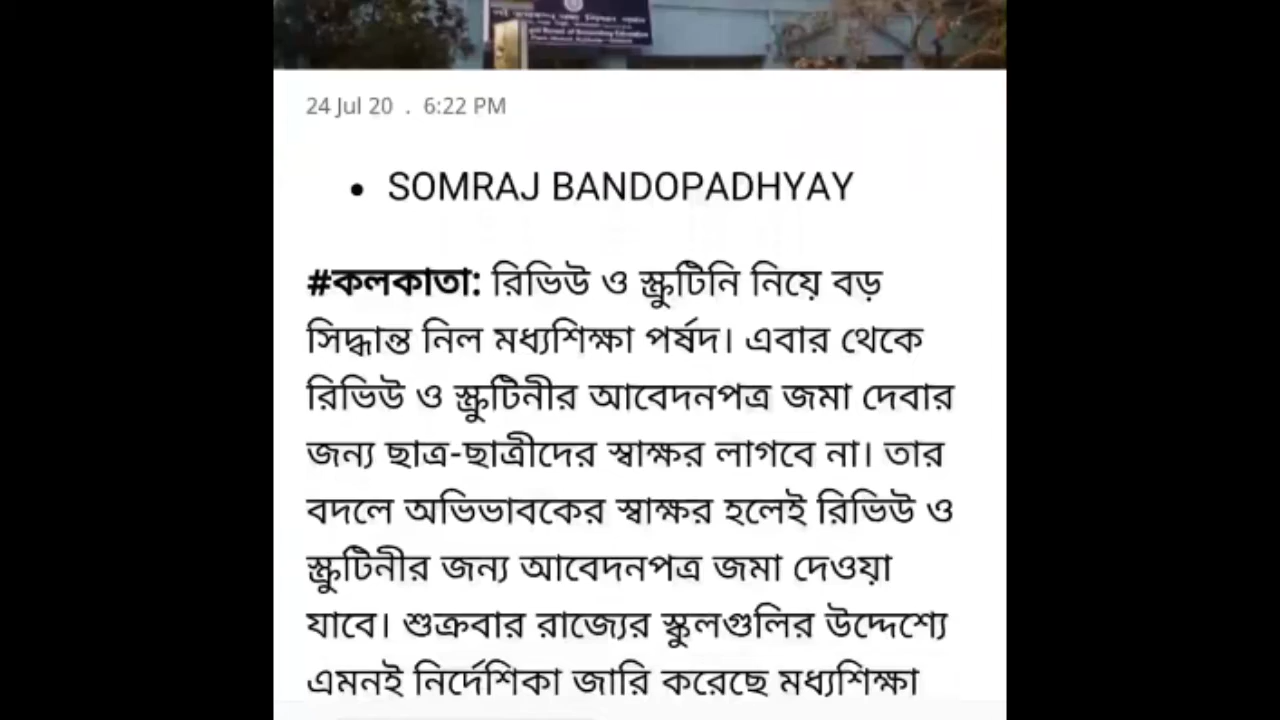 24 Jul 20 . 6:22 PM
• SOMRAJ BANDOPADHYAY
#কলকাতা: রিভিউ ও স্ক্রুটিনি নিয়ে বড়
সিদ্ধান্ত নিল মধ্যশিক্ষা পর্ষদ। এবার থেকে
রিভিউ ও স্ক্রুটিনীর আবেদনপত্র জমা দেবার
জন্য ছাত্র-ছাত্রীদের স্বাক্ষর লাগবে না। তার
বদলে অভিভাবকের স্বাক্ষর হলেই রিভিউ ও
স্ক্রুটিনীর জন্য আবেদনপত্র জমা দেওয়া
যাবে। শুক্রবার রাজ্যের স্কুলগুলির উদ্দেশ্যে
এমনই নির্দেশিকা জারি করেছে মধ্যশিক্ষা